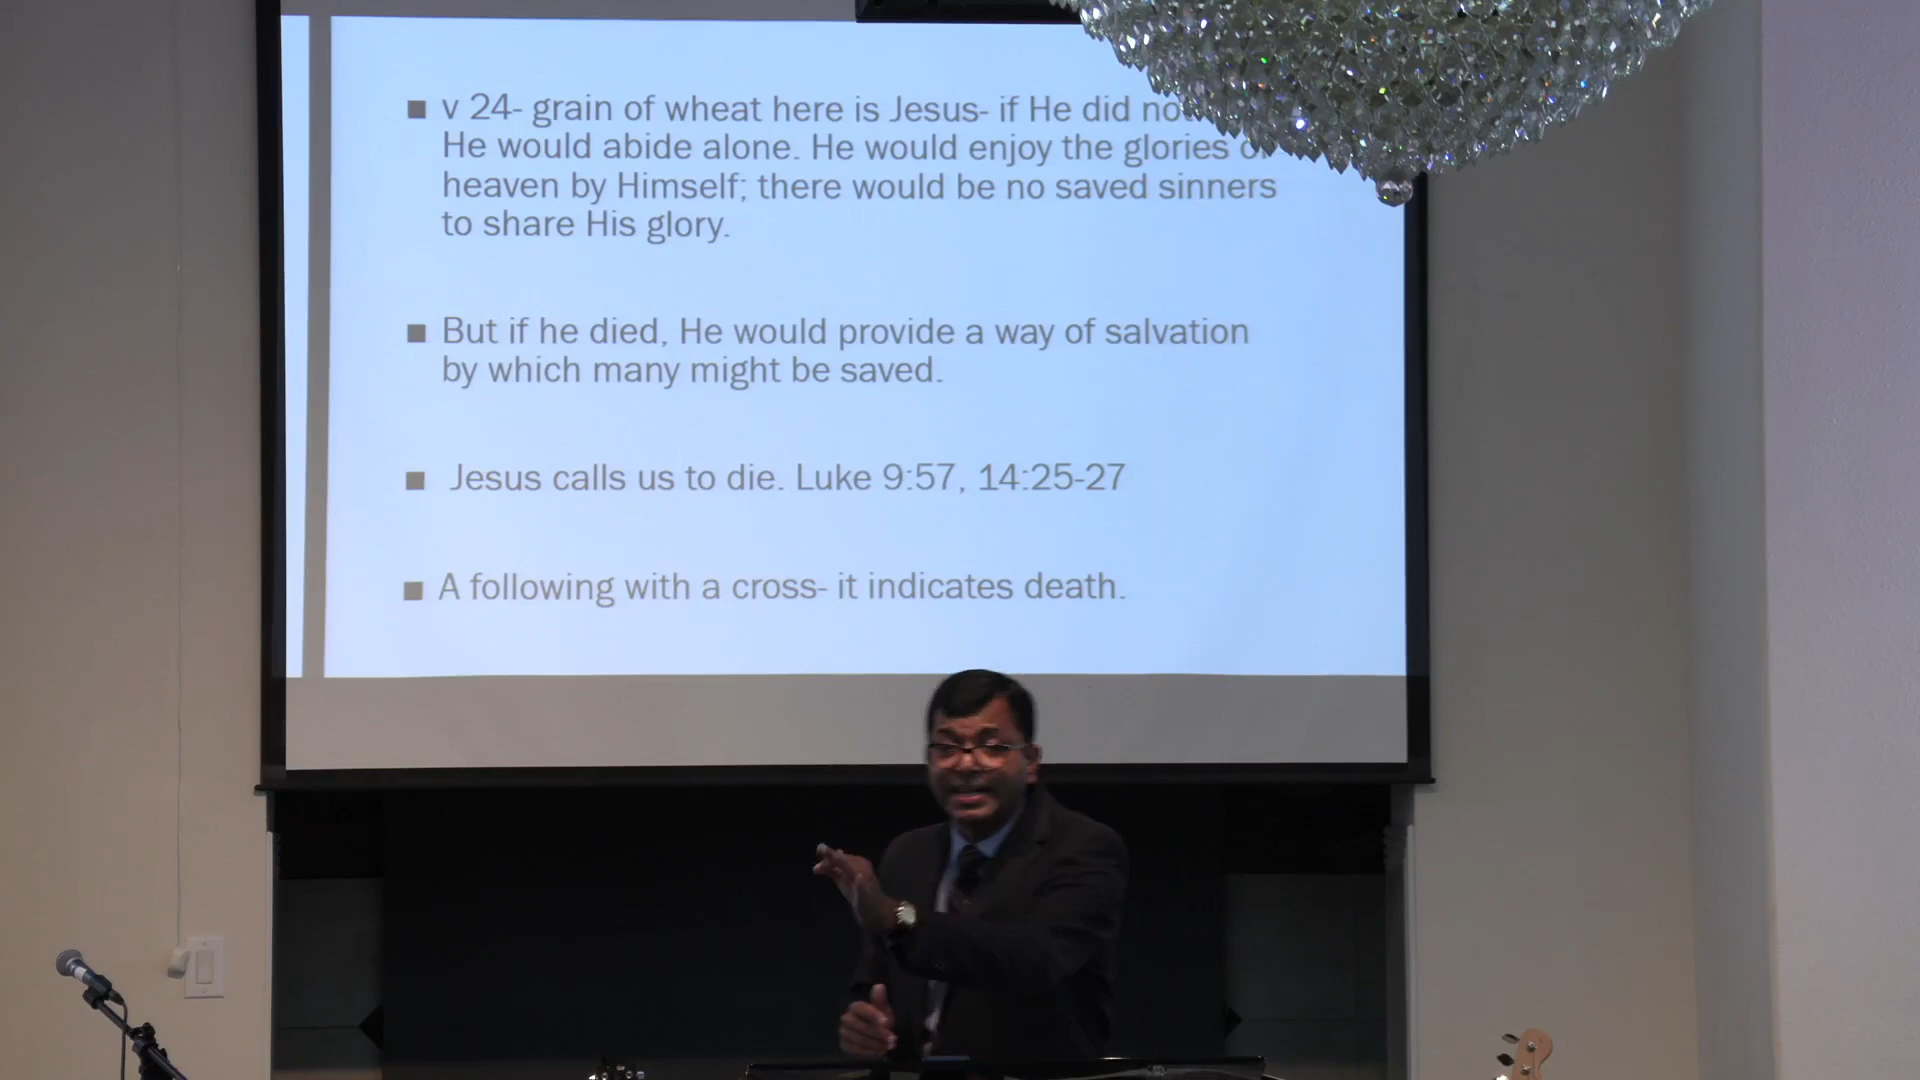 ■ v 24- grain of wheat here is Jesus- if He did
He would abide alone. He would enjoy the glories
heaven by Himself; there would be no saved sinners
to share His glory.
■ But if he died, He would provide a way of salvation
by which many might be saved.
■ Jesus calls us to die. Luke 9:57, 14:25-27
■ A following with a cross- it indicates death.